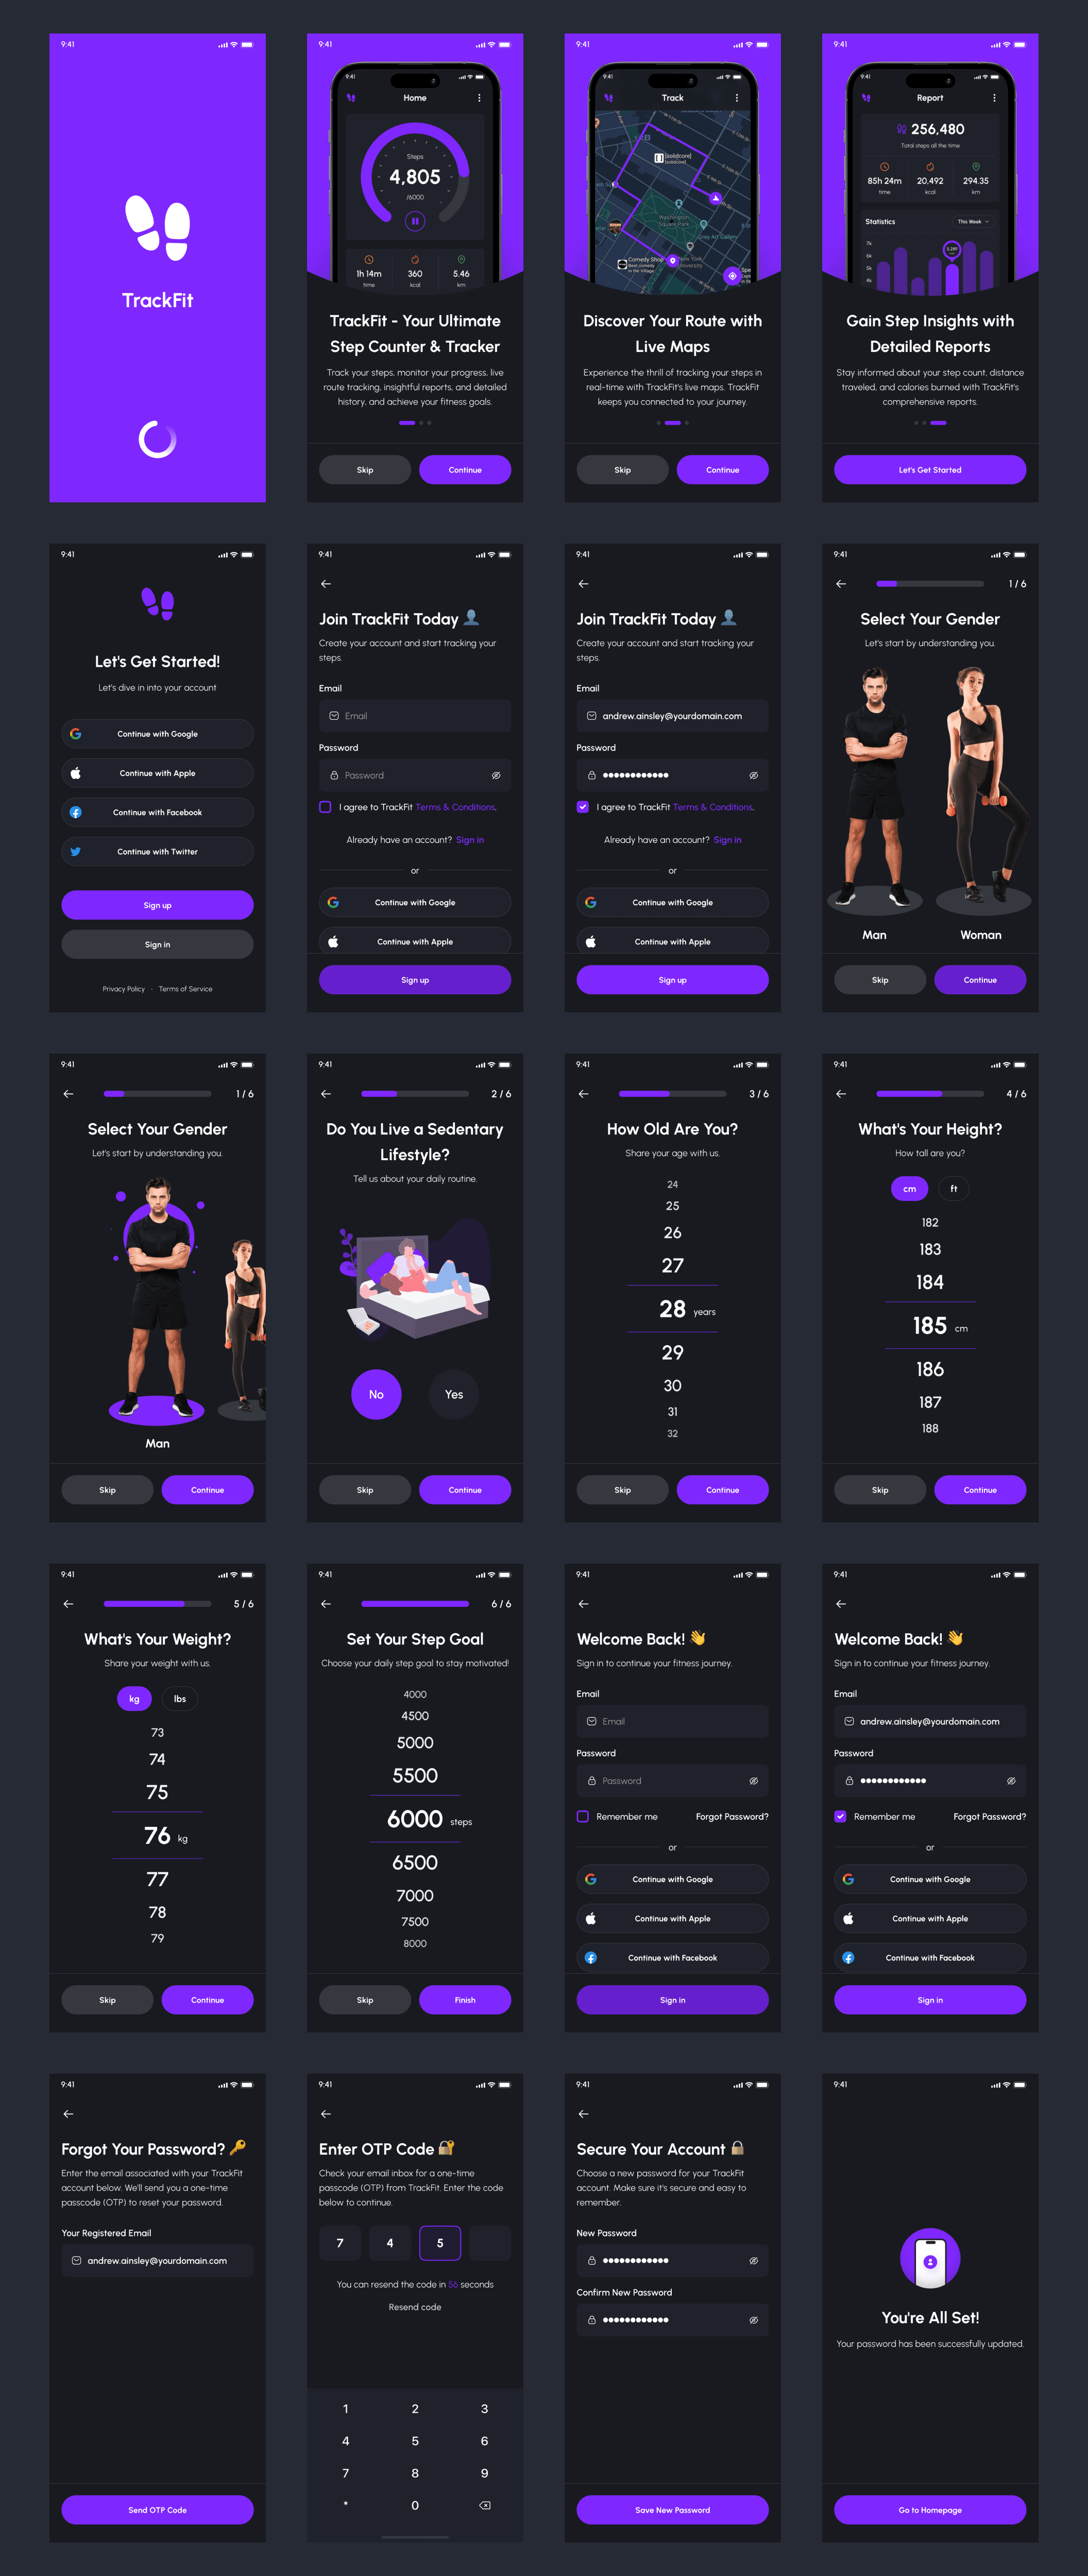 9:41
TrackFit
9:41
9:41
Home
Steps
4,805
/6000
1h 14m
360
5.46
time
kcal
km
TrackFit - Your Ultimate
Step Counter & Tracker
Track your steps, monitor your progress, live
route tracking, insightful reports, and detailed
history, and achieve your fitness goals.
Skip
Continue
9:41
9:41
Track
[solidcore]
[solidcore]
Washington
Square Park
Grey Art Gallery
Comedy Shop
Best comedy
in the Village
New York
University
Discover Your Route with
Live Maps
Experience the thrill of tracking your steps in
real-time with TrackFit's live maps. TrackFit
keeps you connected to your journey.
Skip
Continue
9:41
9:41
Report
256,480
Total steps all the time
85h 24m
20,492
294.35
time
kcal
km
Statistics
This Week
7k
6k
5k
4k
6,289
Gain Step Insights with
Detailed Reports
Stay informed about your step count, distance
traveled, and calories burned with TrackFit's
comprehensive reports.
Let's Get Started
9:41
Let's Get Started!
Let's dive in into your account
Continue with Google
Continue with Apple
Continue with Facebook
Continue with Twitter
Sign up
Sign in
Privacy Policy · Terms of Service
9:41
Join TrackFit Today
Create your account and start tracking your
steps.
Email
Email
Password
Password
I agree to TrackFit Terms & Conditions.
Already have an account? Sign in
or
Continue with Google
Continue with Apple
Sign up
9:41
Join TrackFit Today
Create your account and start tracking your
steps.
Email
andrew.ainsley@yourdomain.com
Password
●●●●●●●●●●●●
I agree to TrackFit Terms & Conditions.
Already have an account? Sign in
or
Continue with Google
Continue with Apple
Sign up
9:41
1 / 6
Select Your Gender
Let's start by understanding you.
Man
Woman
Skip
Continue
9:41
1 / 6
Select Your Gender
Let's start by understanding you.
Man
Skip
Continue
9:41
2 / 6
Do You Live a Sedentary
Lifestyle?
Tell us about your daily routine.
No
Yes
Skip
Continue
9:41
3 / 6
How Old Are You?
Share your age with us.
24
25
26
27
28 years
29
30
31
32
Skip
Continue
9:41
4 / 6
What's Your Height?
How tall are you?
cm
ft
182
183
184
185 cm
186
187
188
Skip
Continue
9:41
5 / 6
What's Your Weight?
Share your weight with us.
kg
lbs
73
74
75
76 kg
77
78
79
Skip
Continue
9:41
6 / 6
Set Your Step Goal
Choose your daily step goal to stay motivated!
4000
4500
5000
5500
6000 steps
6500
7000
7500
8000
Skip
Finish
9:41
Welcome Back!
Sign in to continue your fitness journey.
Email
Email
Password
Password
Remember me
Forgot Password?
or
Continue with Google
Continue with Apple
Continue with Facebook
Sign in
9:41
Welcome Back!
Sign in to continue your fitness journey.
Email
andrew.ainsley@yourdomain.com
Password
●●●●●●●●●●●●
Remember me
Forgot Password?
or
Continue with Google
Continue with Apple
Continue with Facebook
Sign in
9:41
Forgot Your Password?
Enter the email associated with your TrackFit
account below. We'll send you a one-time
passcode (OTP) to reset your password.
Your Registered Email
andrew.ainsley@yourdomain.com
Send OTP Code
9:41
Enter OTP Code
Check your email inbox for a one-time
passcode (OTP) from TrackFit. Enter the code
below to continue.
7
4
5
You can resend the code in 56 seconds
Resend code
1 2 3
4 5 6
7 8 9
* 0
9:41
Secure Your Account
Choose a new password for your TrackFit
account. Make sure it's secure and easy to
remember.
New Password
●●●●●●●●●●●●
Confirm New Password
●●●●●●●●●●●●
Save New Password
9:41
You're All Set!
Your password has been successfully updated.
Go to Homepage